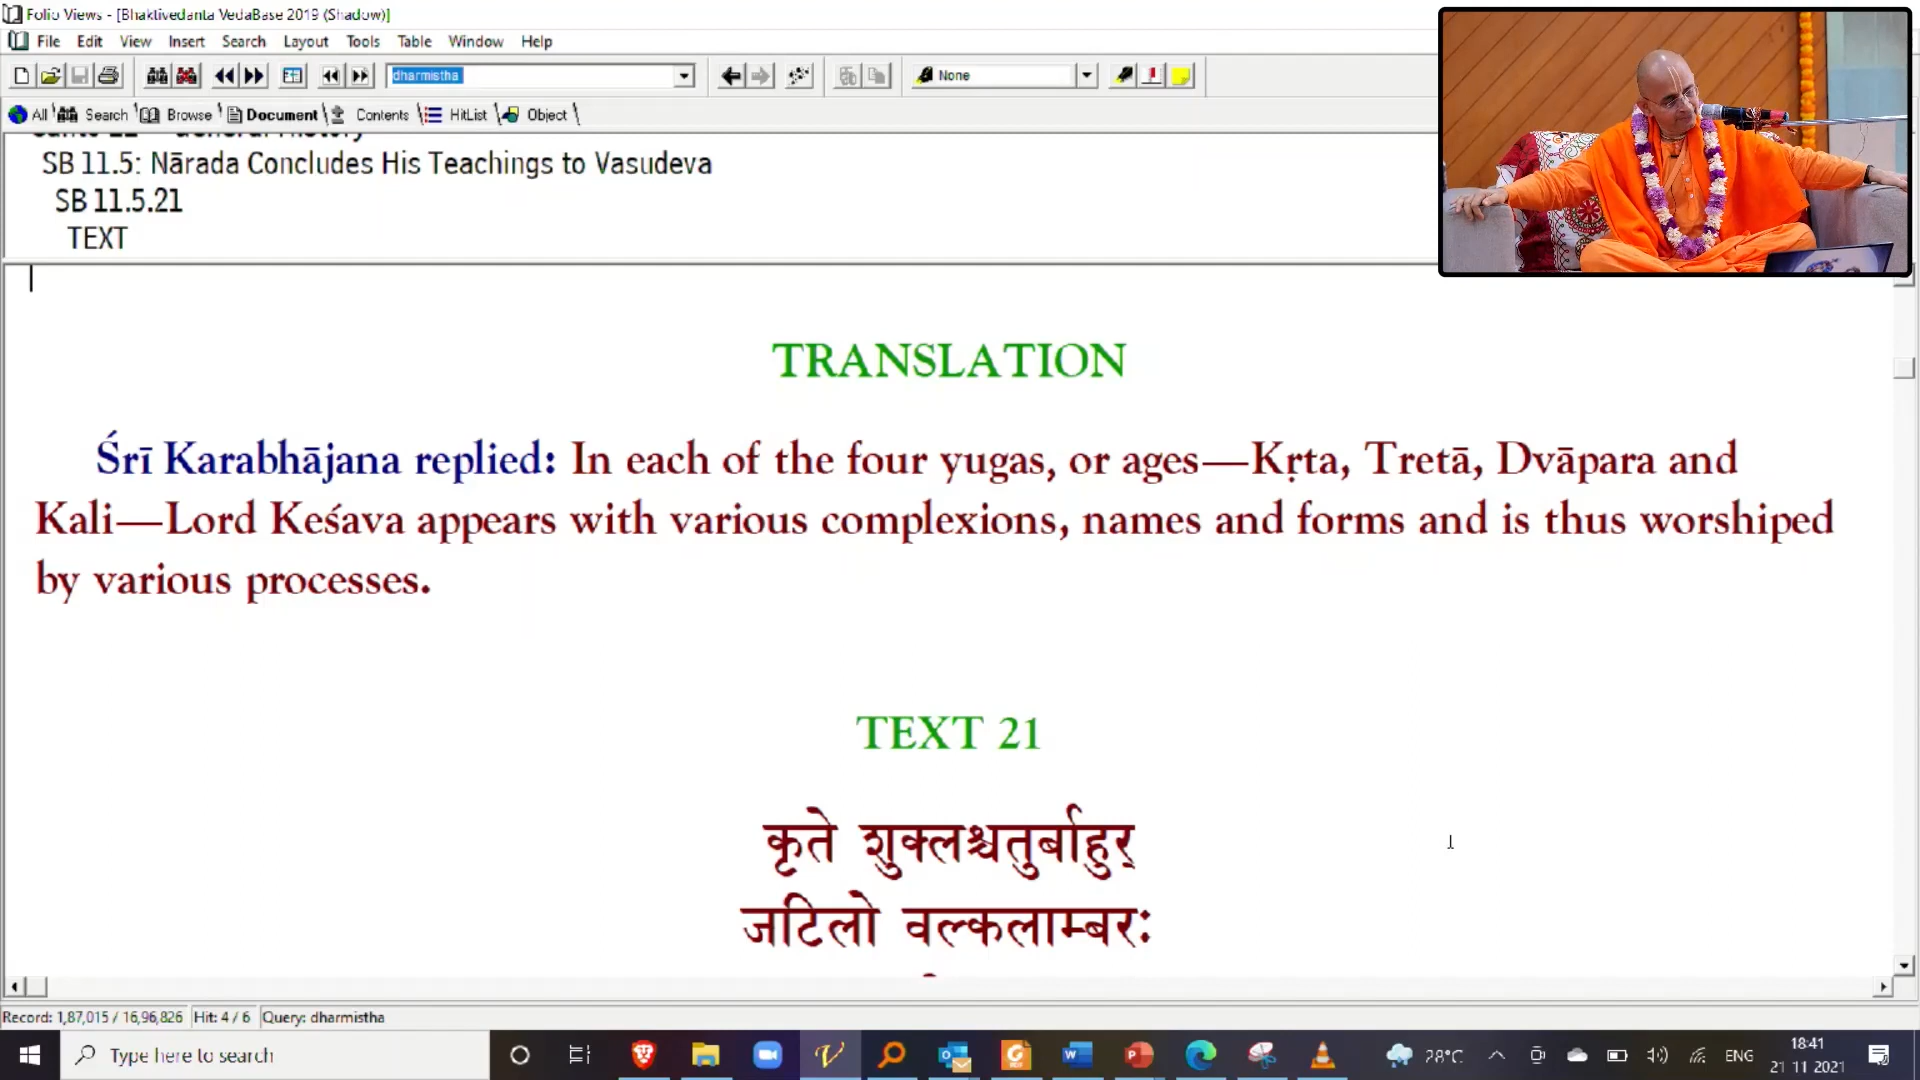 Folio Views - [Bhaktivedanta VedaBase 2019 (Shadow)]
File Edit View Insert Search Layout Tools Table Window Help
dharmistha None
All Search Browse Document Contents HitList Object
SB 11.5: Nārada Concludes His Teachings to Vasudeva
SB 11.5.21
TEXT
TRANSLATION
Śrī Karabhājana replied: In each of the four yugas, or ages—Kṛta, Tretā, Dvāpara and
Kali—Lord Keśava appears with various complexions, names and forms and is thus worshiped
by various processes.
TEXT 21
कृते शुक्लश्चतुर्बाहुर्
जटिलो वल्कलाम्बरः
Record: 1,87,015 / 16,96,826 Hit: 4 / 6 Query: dharmistha
Type here to search 28°C ENG 18:41
21-11-2021